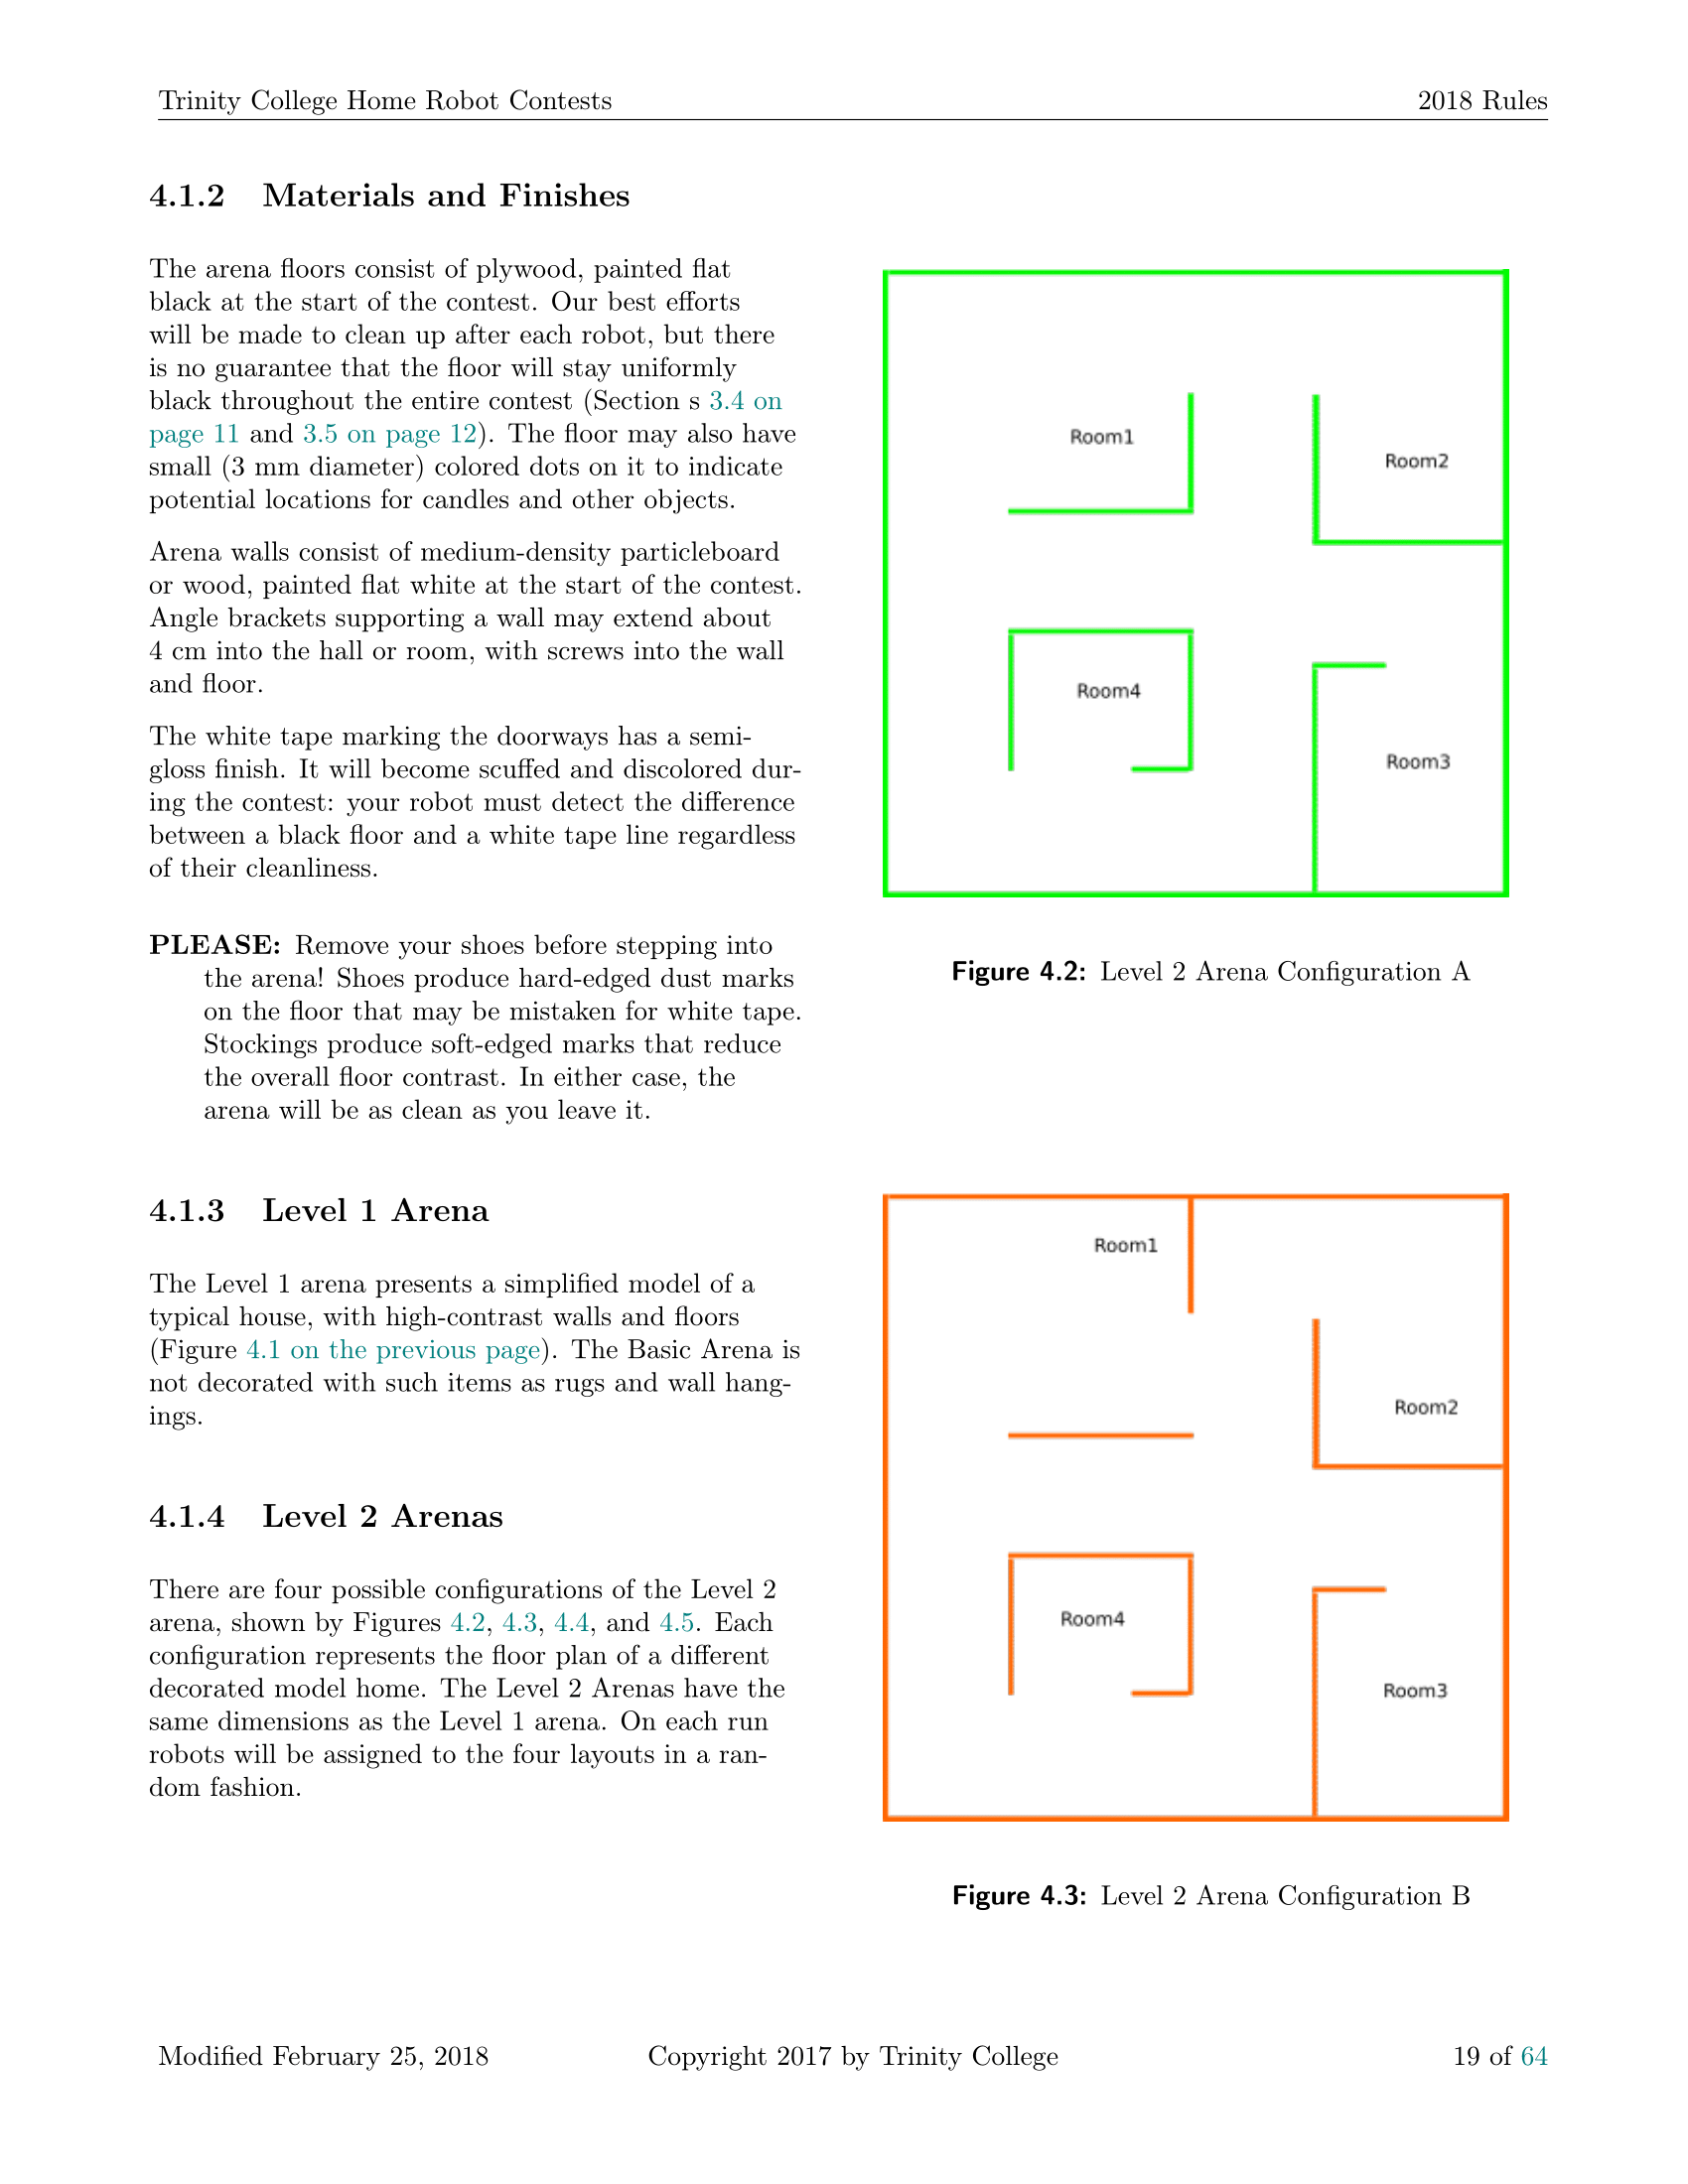 Trinity College Home Robot Contests
2018 Rules
4.1.2 Materials and Finishes
The arena floors consist of plywood, painted flat
black at the start of the contest. Our best efforts
will be made to clean up after each robot, but there
is no guarantee that the floor will stay uniformly
black throughout the entire contest (Section s 3.4 on
page 11 and 3.5 on page 12). The floor may also have
small (3 mm diameter) colored dots on it to indicate
potential locations for candles and other objects.
Arena walls consist of medium-density particleboard
or wood, painted flat white at the start of the contest.
Angle brackets supporting a wall may extend about
4 cm into the hall or room, with screws into the wall
and floor.
The white tape marking the doorways has a semi-
gloss finish. It will become scuffed and discolored dur-
ing the contest: your robot must detect the difference
between a black floor and a white tape line regardless
of their cleanliness.
PLEASE: Remove your shoes before stepping into
the arena! Shoes produce hard-edged dust marks
on the floor that may be mistaken for white tape.
Stockings produce soft-edged marks that reduce
the overall floor contrast. In either case, the
arena will be as clean as you leave it.
4.1.3 Level 1 Arena
The Level 1 arena presents a simplified model of a
typical house, with high-contrast walls and floors
(Figure 4.1 on the previous page). The Basic Arena is
not decorated with such items as rugs and wall hang-
ings.
4.1.4 Level 2 Arenas
There are four possible configurations of the Level 2
arena, shown by Figures 4.2, 4.3, 4.4, and 4.5. Each
configuration represents the floor plan of a different
decorated model home. The Level 2 Arenas have the
same dimensions as the Level 1 arena. On each run
robots will be assigned to the four layouts in a ran-
dom fashion.
Room1
Room2
Room4
Room3
Figure 4.2: Level 2 Arena Configuration A
Room1
Room2
Room4
Room3
Figure 4.3: Level 2 Arena Configuration B
Modified February 25, 2018
Copyright 2017 by Trinity College
19 of 64